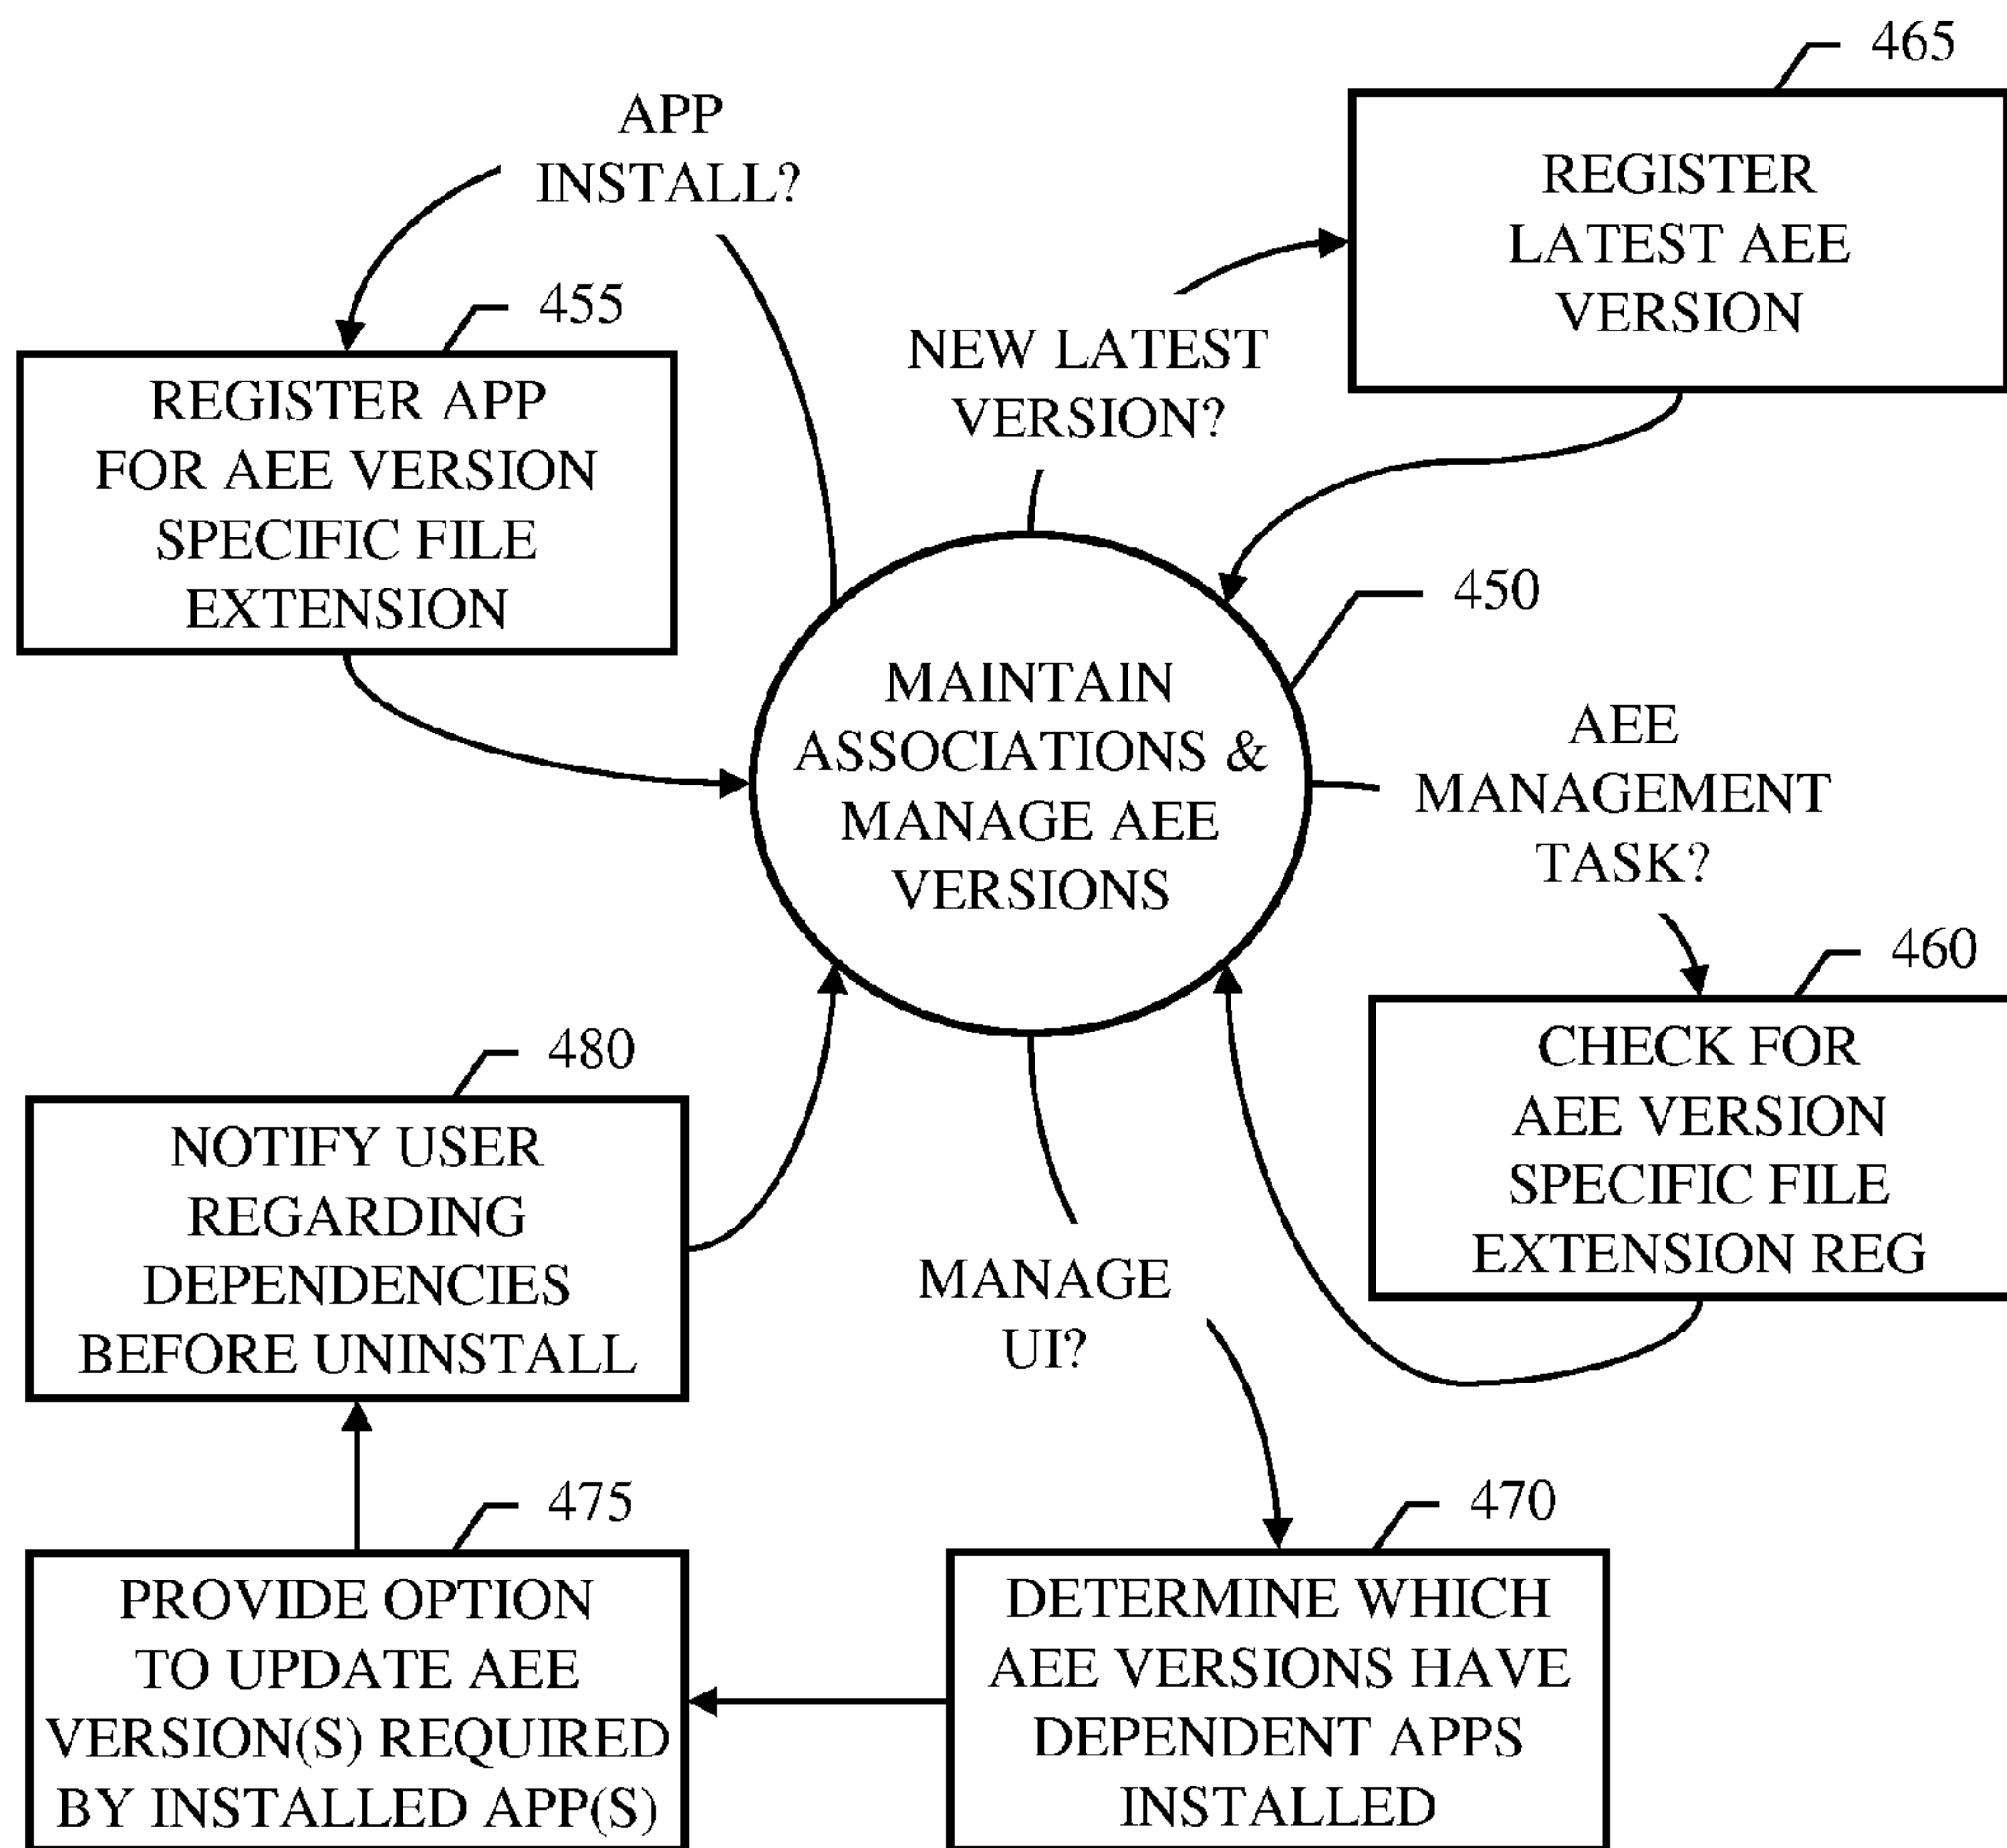 465
APP
INSTALL?
REGISTER
LATEST AEE
VERSION
455
NEW LATEST
VERSION?
REGISTER APP
FOR AEE VERSION
SPECIFIC FILE
EXTENSION
450
MAINTAIN
ASSOCIATIONS &
MANAGE AEE
VERSIONS
AEE
MANAGEMENT
TASK?
460
CHECK FOR
AEE VERSION
SPECIFIC FILE
EXTENSION REG
480
NOTIFY USER
REGARDING
DEPENDENCIES
BEFORE UNINSTALL
MANAGE
UI?
475
PROVIDE OPTION
TO UPDATE AEE
VERSION(S) REQUIRED
BY INSTALLED APP(S)
470
DETERMINE WHICH
AEE VERSIONS HAVE
DEPENDENT APPS
INSTALLED